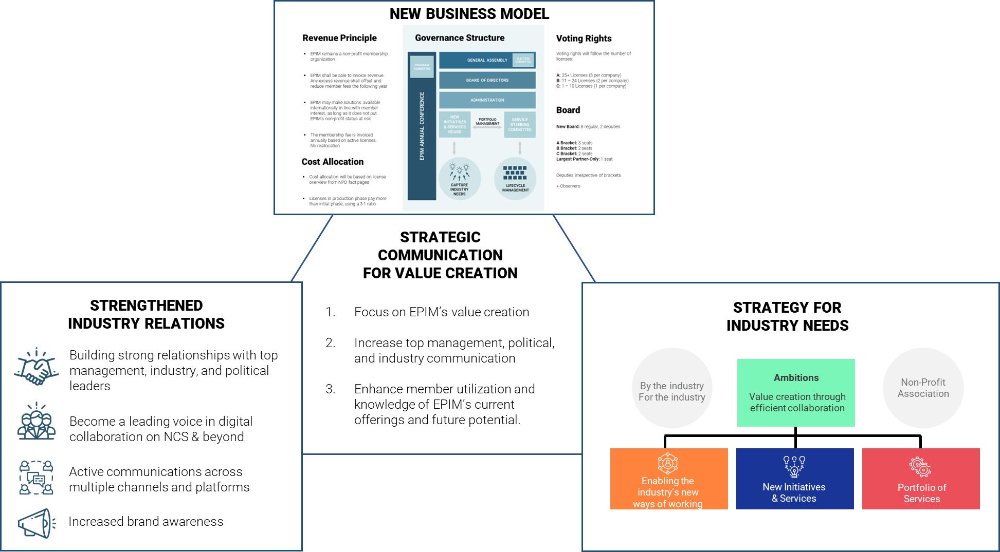 NEW BUSINESS MODEL
Revenue Principle
▪ EPIM remains a non-profit membership
organization
▪ EPIM shall be able to invoice revenue.
Any excess revenue shall offset and
reduce member fees the following year
▪ EPIM may make solutions available
internationally in line with member
interest, as long as it does not put
EPIM's non-profit status at risk
▪ The membership fee is invoiced
annually based on active licenses.
No reallocation
Cost Allocation
▪ Cost allocation will be based on license
overview from NPD fact pages
▪ Licenses in production phase pay more
than initial phase, using a 3:1 ratio
Governance Structure
PROGRAM
COMMITTEE
EPIM ANNUAL CONFERENCE
GENERAL ASSEMBLY
ELECTION
COMMITTEE
BOARD OF DIRECTORS
ADMINISTRATION
NEW
INITIATIVES
& SERVICES
BOARD
PORTFOLIO
MANAGEMENT
SERVICE
STEERING
COMMITTEE
CAPTURE
INDUSTRY
NEEDS
LIFECYCLE
MANAGEMENT
Voting Rights
Voting rights will follow the number of
licenses:
A: 25+ Licenses (3 per company)
B: 11 – 24 Licenses (2 per company)
C: 1 – 10 Licenses (1 per company)
Board
New Board: 8 regular, 2 deputies
A Bracket: 3 seats
B Bracket: 2 seats
C Bracket: 2 seats
Largest Partner-Only: 1 seat
Deputies irrespective of brackets
+ Observers
STRATEGIC
COMMUNICATION
FOR VALUE CREATION
1. Focus on EPIM’s value creation
2. Increase top management, political,
and industry communication
3. Enhance member utilization and
knowledge of EPIM’s current
offerings and future potential.
STRENGTHENED
INDUSTRY RELATIONS
Building strong relationships with top
management, industry, and political
leaders
Become a leading voice in digital
collaboration on NCS & beyond
Active communications across
multiple channels and platforms
Increased brand awareness
STRATEGY FOR
INDUSTRY NEEDS
By the industry
For the industry
Ambitions
Value creation through
efficient collaboration
Non-Profit
Association
Enabling the
industry’s new
ways of working
New Initiatives
& Services
Portfolio of
Services